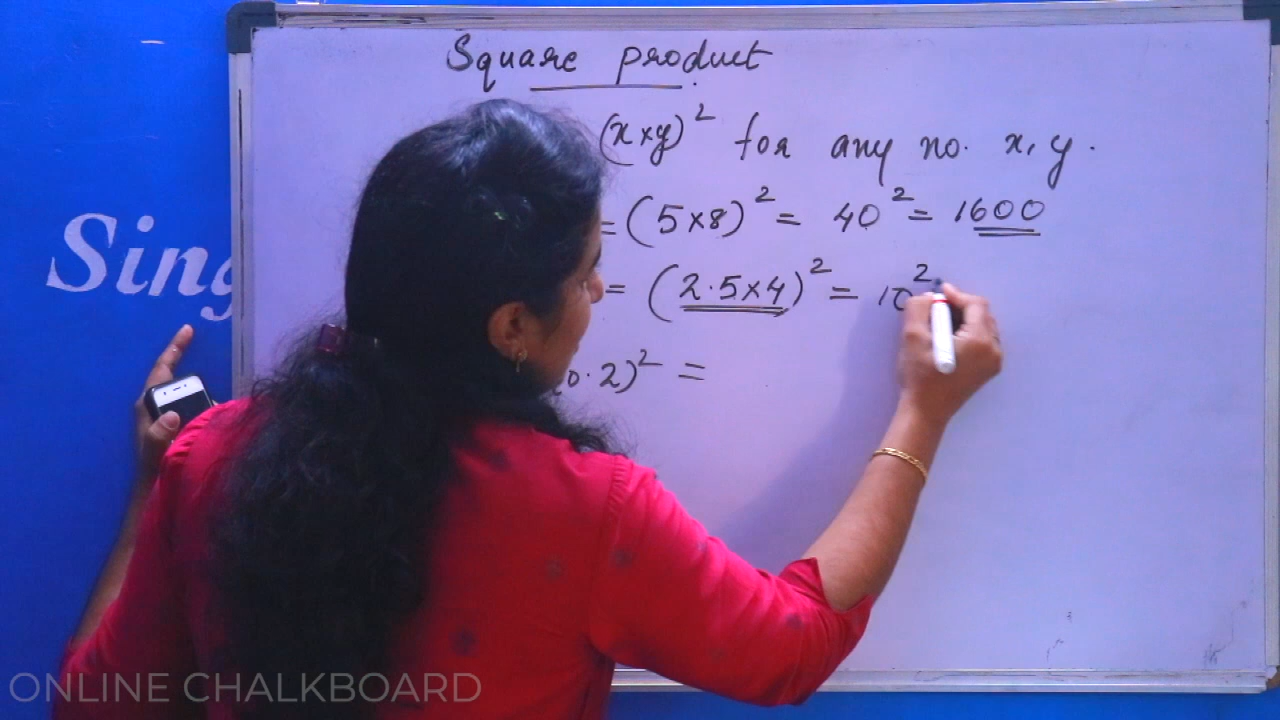 Square product
(x×y)² for any no. x, y.
= (5×8)² = 40² = 1600
= (2.5×4)² = 10²
0.2)² =
Sing
ONLINE CHALKBOARD